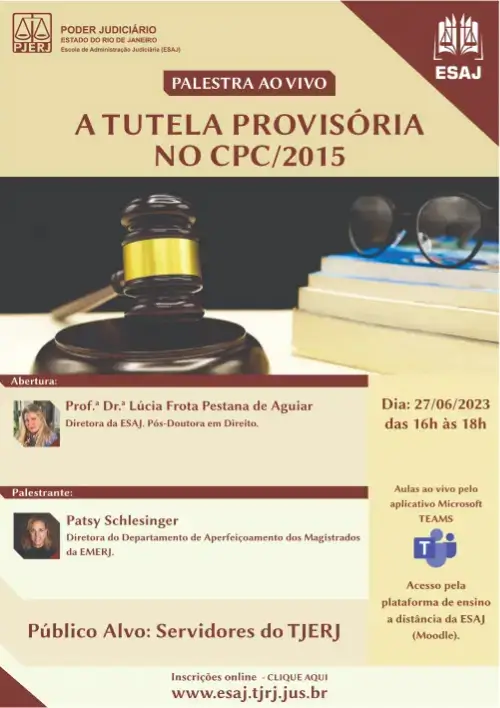 PJERJ
PODER JUDICIÁRIO
ESTADO DO RIO DE JANEIRO
Escola de Administração Judiciária (ESAJ)
ESAJ
PALESTRA AO VIVO
A TUTELA PROVISÓRIA
NO CPC/2015
Abertura:
Prof.ª Dr.ª Lúcia Frota Pestana de Aguiar
Diretora da ESAJ. Pós-Doutora em Direito.
Palestrante:
Patsy Schlesinger
Diretora do Departamento de Aperfeiçoamento dos Magistrados
da EMERJ.
Público Alvo: Servidores do TJERJ
Dia: 27/06/2023
das 16h às 18h
Aulas ao vivo pelo
aplicativo Microsoft
TEAMS
T
Acesso pela
plataforma de ensino
a distância da ESAJ
(Moodle).
Inscrições online - CLIQUE AQUI
www.esaj.tjrj.jus.br